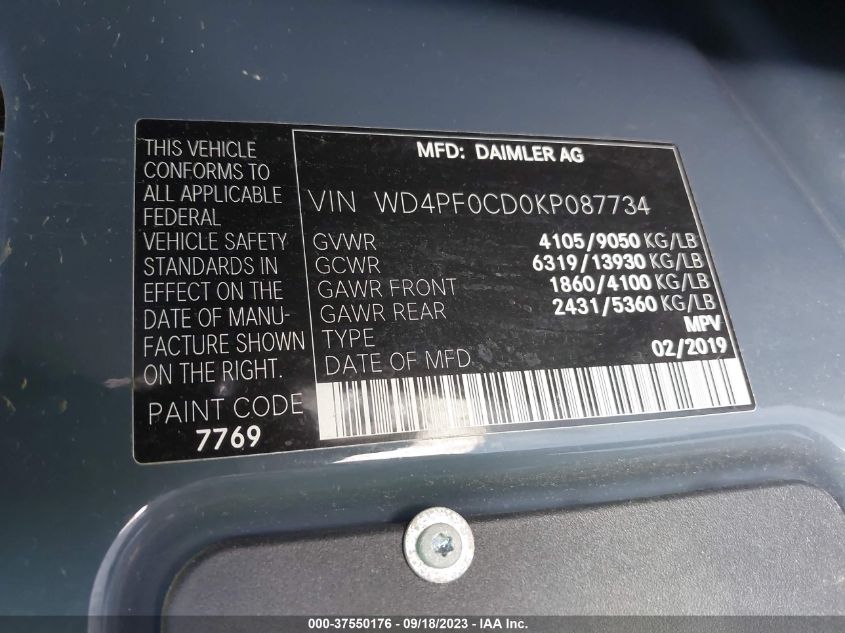 THIS VEHICLE
CONFORMS TO
ALL APPLICABLE
FEDERAL
VEHICLE SAFETY
STANDARDS IN
EFFECT ON THE
DATE OF MANU-
FACTURE SHOWN
ON THE RIGHT.
PAINT CODE
7769
MFD: DAIMLER AG
VIN WD4PF0CD0KP087734
GVWR 4105/9050 KG/LB
GCWR 6319/13930 KG/LB
GAWR FRONT 1860/4100 KG/LB
GAWR REAR 2431/5360 KG/LB
TYPE MPV
DATE OF MFD 02/2019
000-37550176 - 09/18/2023 - IAA Inc.